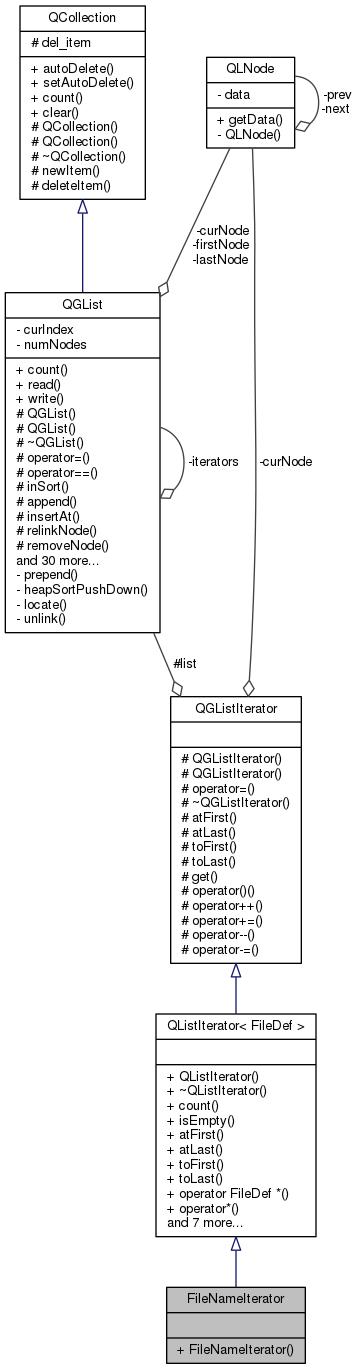 QCollection
# del_item
+ autoDelete()
+ setAutoDelete()
+ count()
+ clear()
# QCollection()
# QCollection()
# ~QCollection()
# newItem()
# deleteItem()
QLNode
- data
+ getData()
- QLNode()
-prev
-next
-curNode
-firstNode
-lastNode
QGList
- curIndex
- numNodes
+ count()
+ read()
+ write()
# QGList()
# QGList()
# ~QGList()
# operator=()
# operator==()
# inSort()
# append()
# insertAt()
# relinkNode()
# removeNode()
and 30 more...
- prepend()
- heapSortPushDown()
- locate()
- unlink()
-iterators
-curNode
#list
QGListIterator
# QGListIterator()
# QGListIterator()
# operator=()
# ~QGListIterator()
# atFirst()
# atLast()
# toFirst()
# toLast()
# get()
# operator()()
# operator++()
# operator+=()
# operator--()
# operator-=()
QListIterator< FileDef >
+ QListIterator()
+ ~QListIterator()
+ count()
+ isEmpty()
+ atFirst()
+ atLast()
+ toFirst()
+ toLast()
+ operator FileDef *()
+ operator*()
and 7 more...
FileNameIterator
+ FileNameIterator()